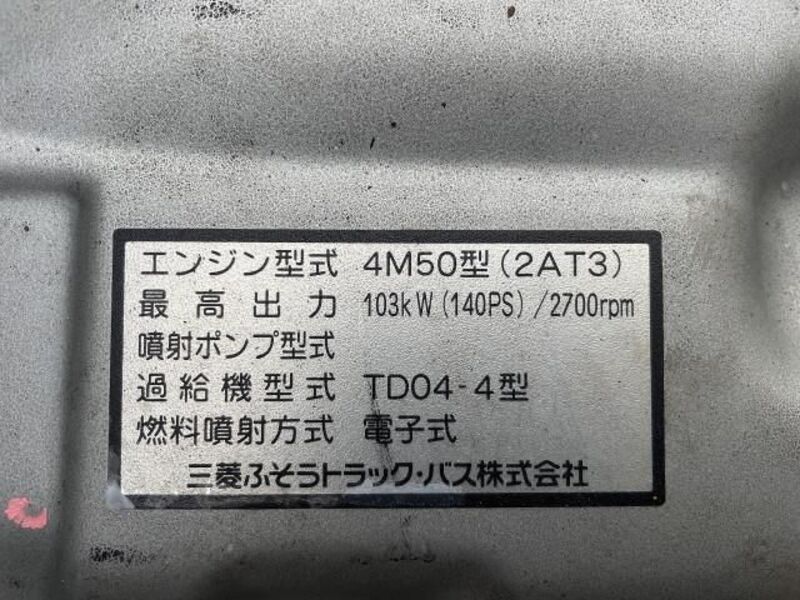 エンジン型式 4M50型(2AT3)
最高出力 103kW(140PS)/2700rpm
噴射ポンプ型式
過給機型式 TD04-4型
燃料噴射方式 電子式
三菱ふそうトラック・バス株式会社